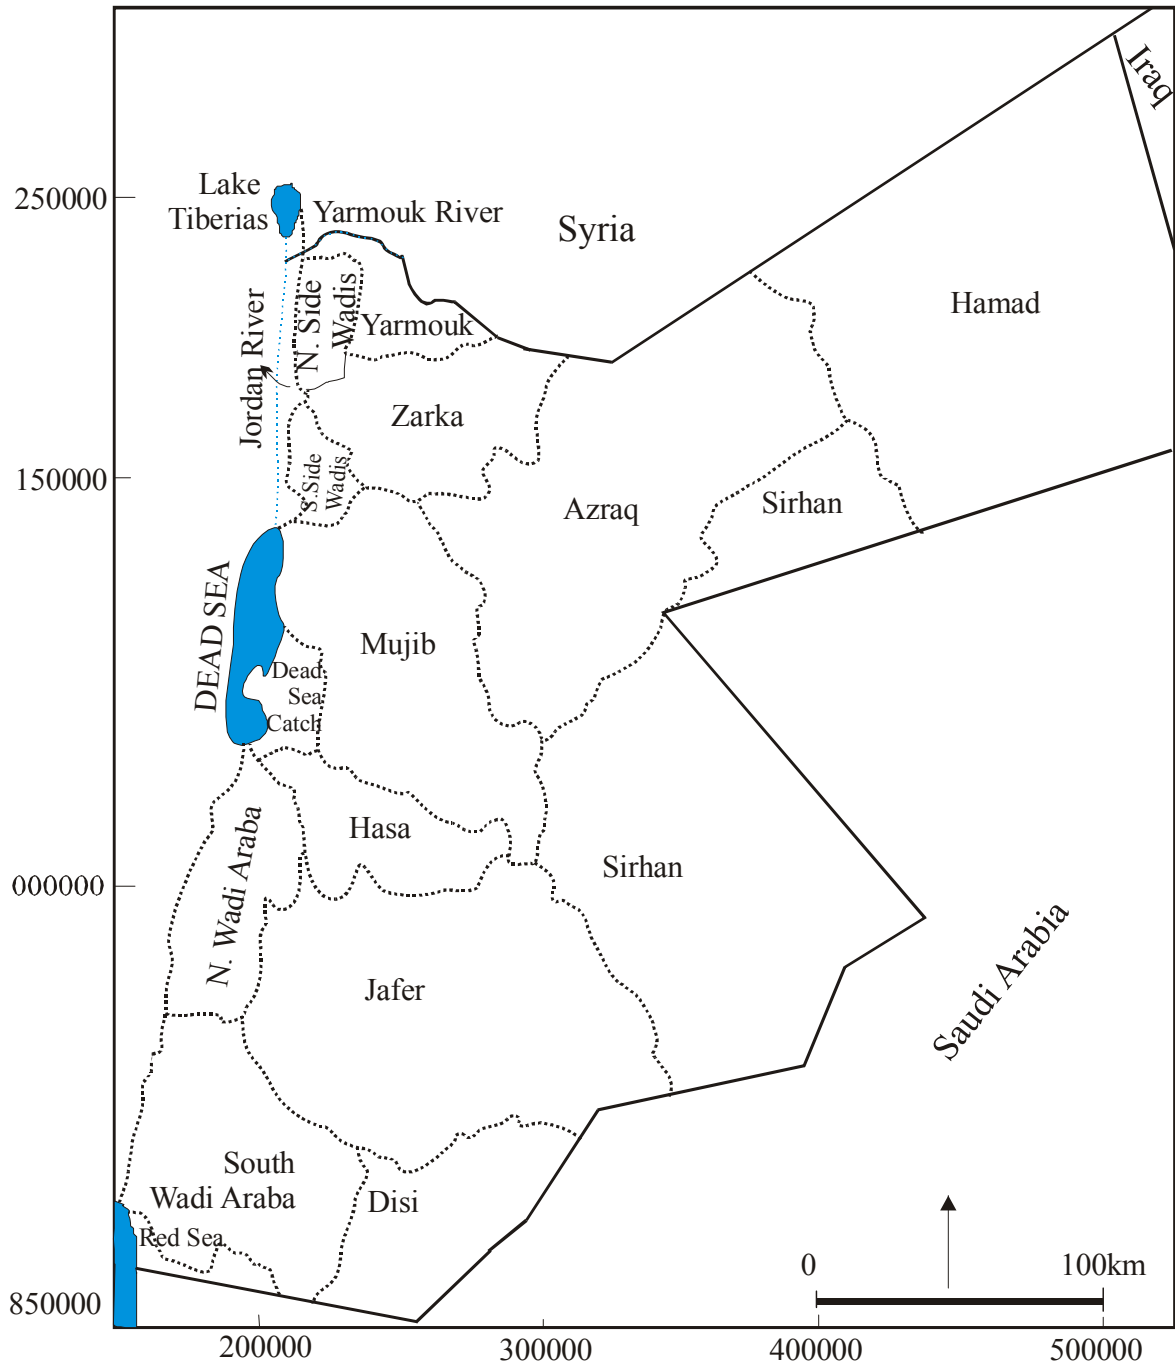 Iraq
Lake
Tiberias
250000
Yarmouk River
Syria
Hamad
N. Side
Wadis
Yarmouk
Jordan River
Zarka
150000
S.Side
Wadis
Azraq
Sirhan
DEAD SEA
Mujib
Dead
Sea
Catch
Hasa
N. Wadi Araba
Sirhan
000000
Jafer
Saudi Arabia
South
Wadi Araba
Disi
Red Sea
0
100km
850000
200000
300000
400000
500000